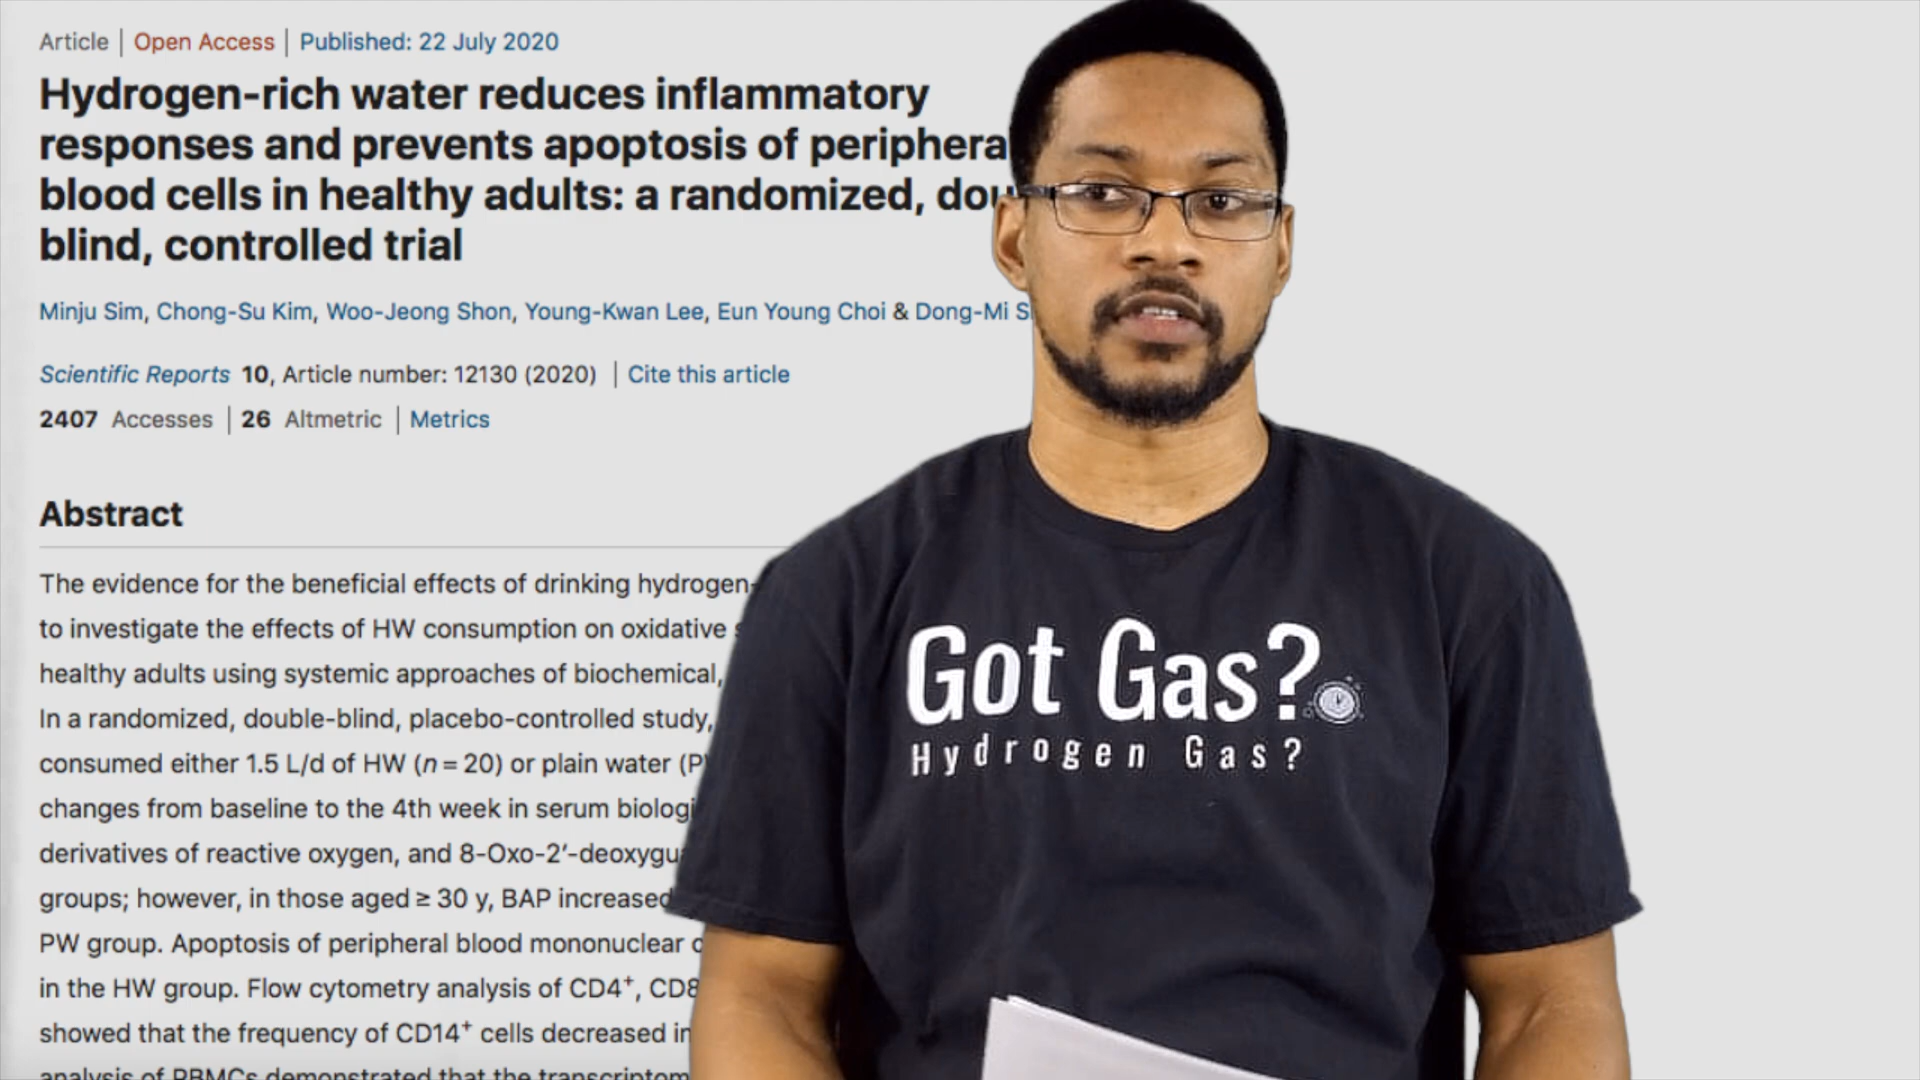 Article | Open Access | Published: 22 July 2020
Hydrogen-rich water reduces inflammatory
responses and prevents apoptosis of periphera
blood cells in healthy adults: a randomized, dou
blind, controlled trial
Minju Sim, Chong-Su Kim, Woo-Jeong Shon, Young-Kwan Lee, Eun Young Choi & Dong-Mi S
Scientific Reports 10, Article number: 12130 (2020) | Cite this article
2407 Accesses | 26 Altmetric | Metrics
Abstract
The evidence for the beneficial effects of drinking hydrogen-
to investigate the effects of HW consumption on oxidative s
healthy adults using systemic approaches of biochemical,
In a randomized, double-blind, placebo-controlled study,
consumed either 1.5 L/d of HW (n = 20) or plain water (P
changes from baseline to the 4th week in serum biologi
derivatives of reactive oxygen, and 8-Oxo-2′-deoxygua
groups; however, in those aged ≥ 30 y, BAP increased
PW group. Apoptosis of peripheral blood mononuclear c
in the HW group. Flow cytometry analysis of CD4⁺, CD8
showed that the frequency of CD14⁺ cells decreased in
analysis of PBMCs demonstrated that the transcriptom
Got Gas?
Hydrogen Gas?